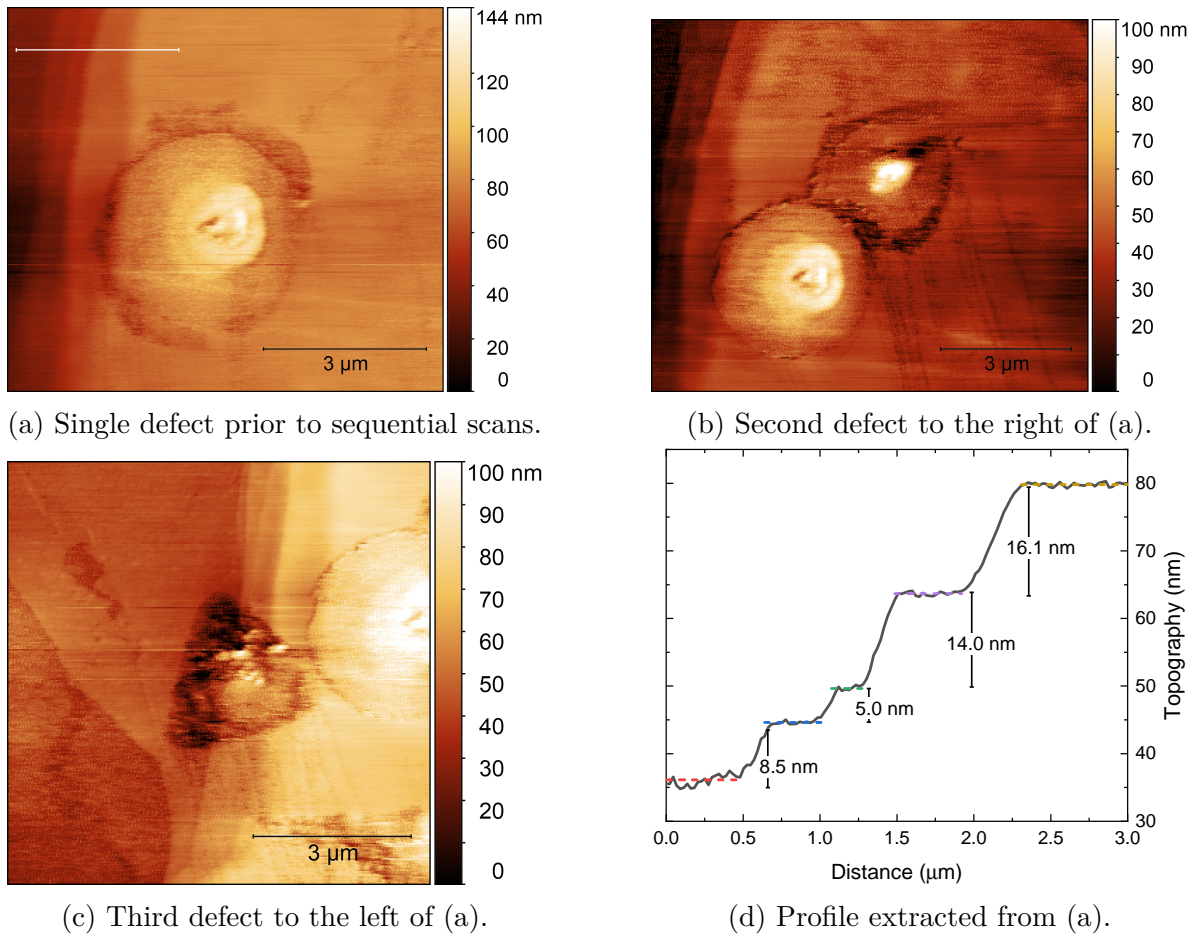 144 nm
120
100
80
60
40
20
0
3 μm
(a) Single defect prior to sequential scans.
100 nm
90
80
70
60
50
40
30
20
10
0
3 μm
(b) Second defect to the right of (a).
100 nm
90
80
70
60
50
40
30
20
10
0
3 μm
(c) Third defect to the left of (a).
80
70
60
50
40
30
Topography (nm)
16.1 nm
14.0 nm
5.0 nm
8.5 nm
0.0 0.5 1.0 1.5 2.0 2.5 3.0
Distance (μm)
(d) Profile extracted from (a).